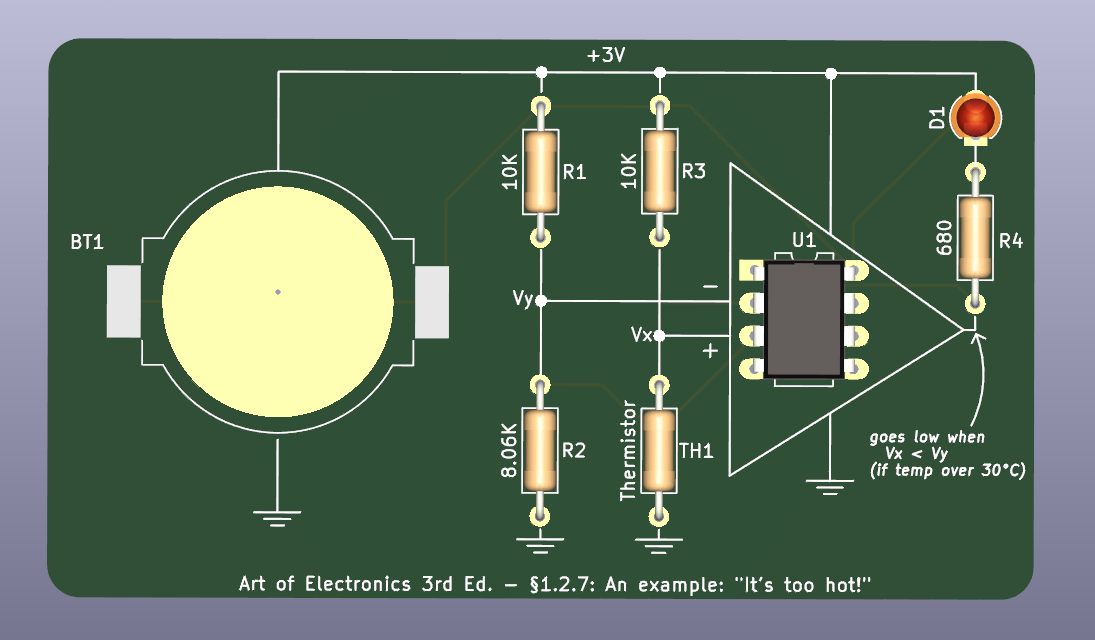 +3V
D1
10K
R1
10K
R3
680
R4
BT1
U1
Vy
−
Vx
+
8.06K
R2
Thermistor
TH1
goes low when
Vx < Vy
(if temp over 30°C)
Art of Electronics 3rd Ed. – §1.2.7: An example: "It's too hot!"